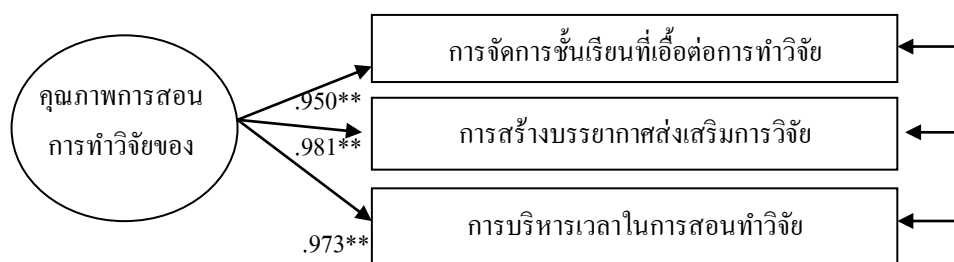 คุณภาพการสอน
การทำวิจัยของ
.950**
.981**
.973**
การจัดการชั้นเรียนที่เอื้อต่อการทำวิจัย
การสร้างบรรยากาศส่งเสริมการวิจัย
การบริหารเวลาในการสอนทำวิจัย